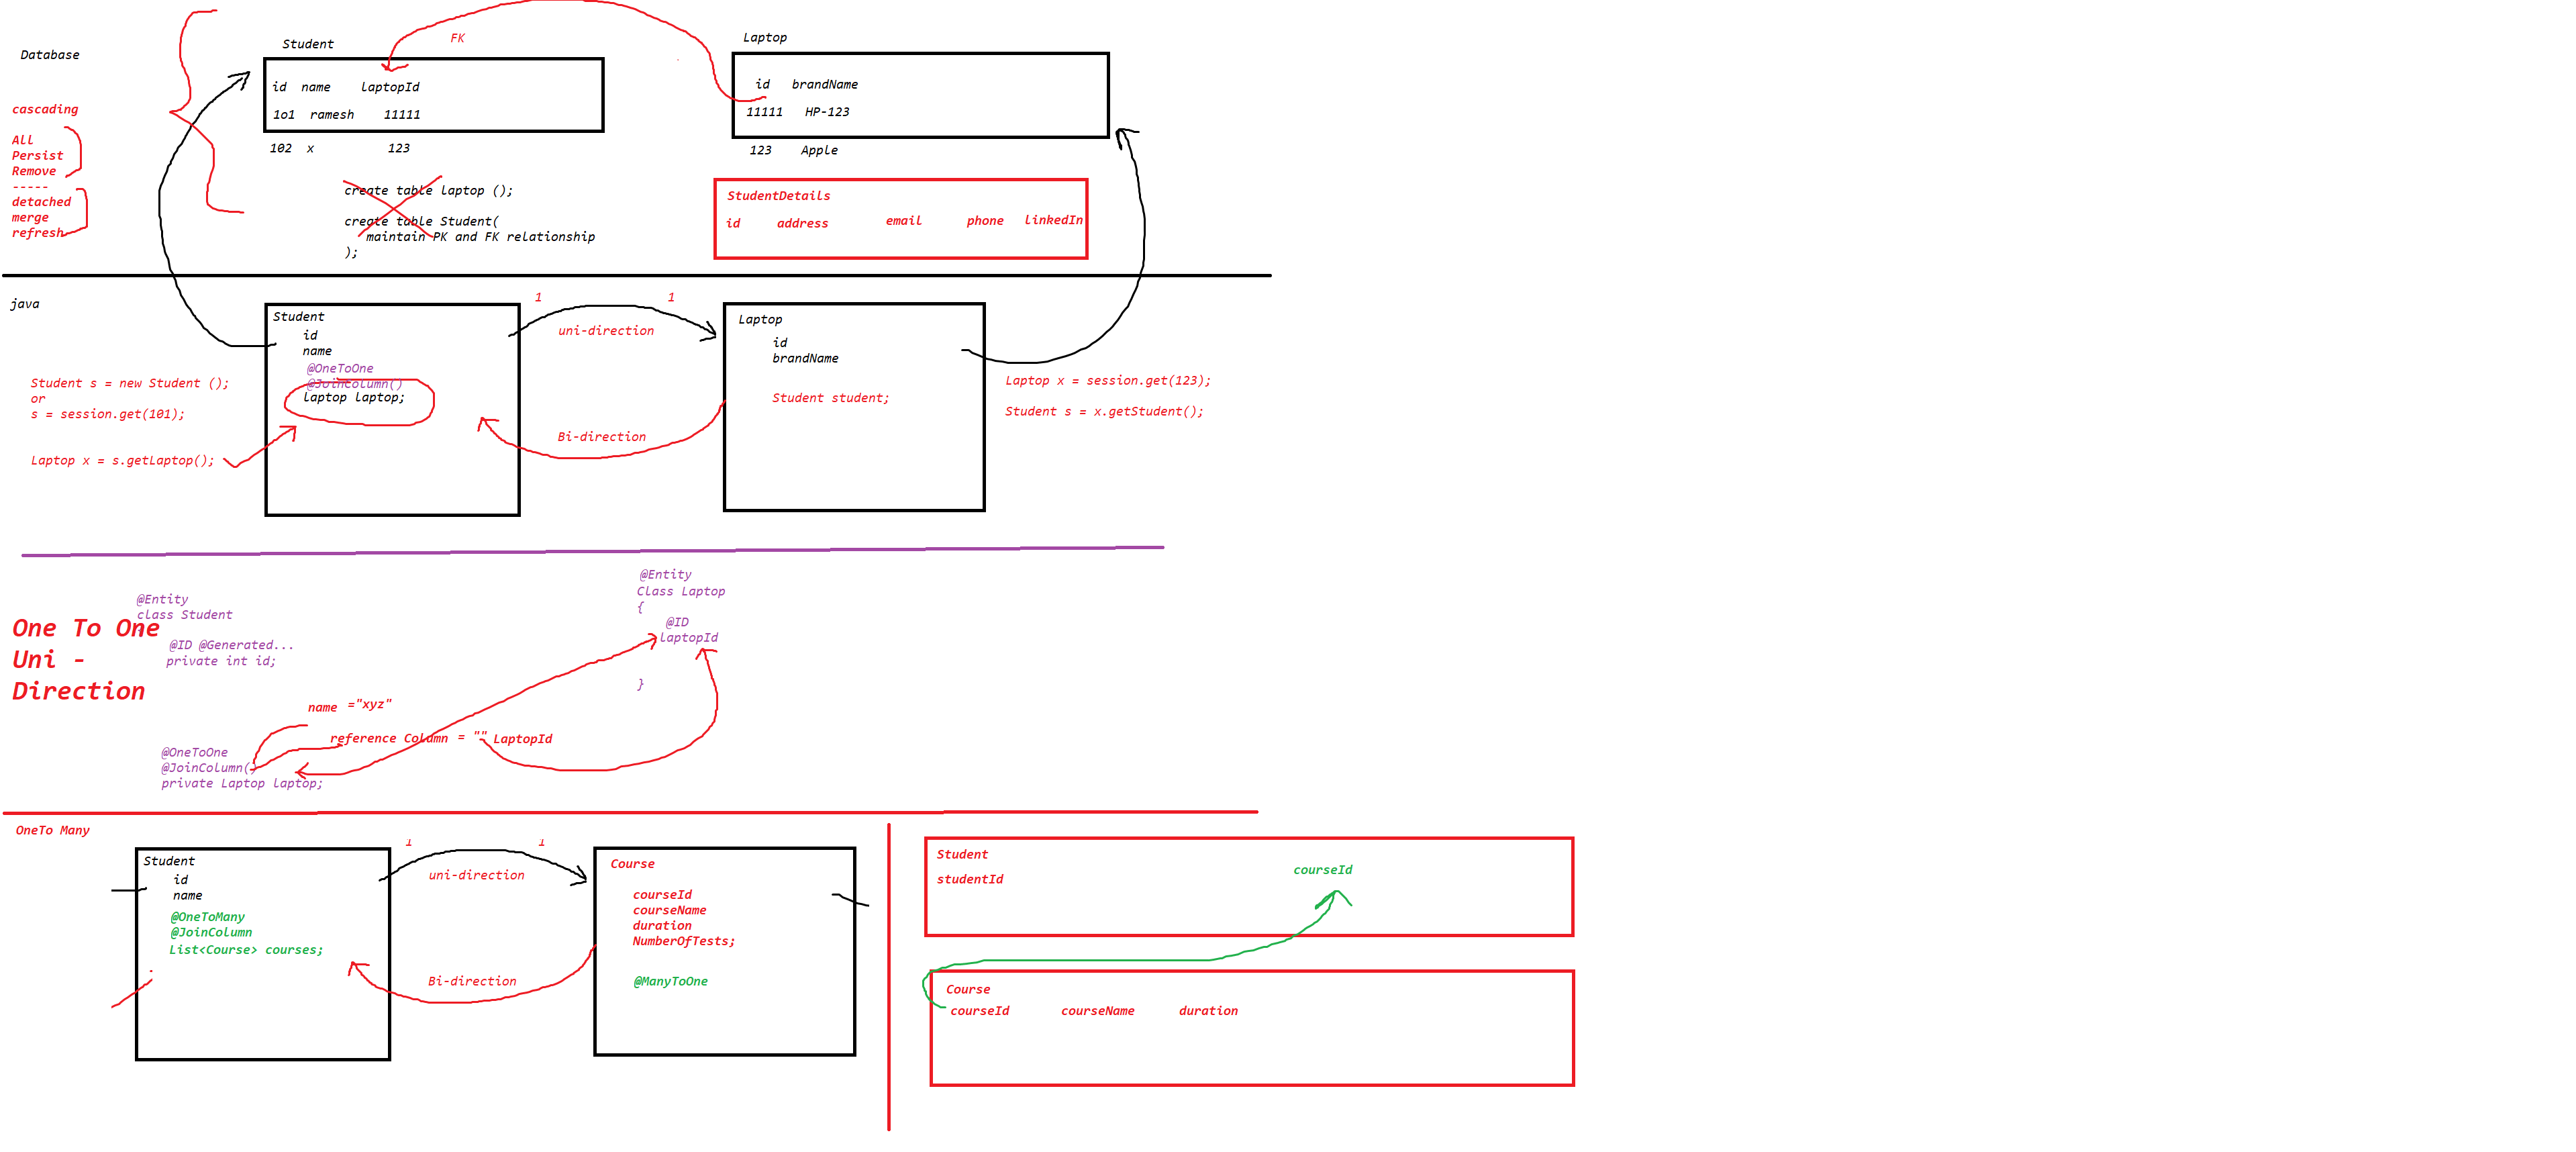 Database
cascading
All
Persist
Remove
-----
detached
merge
refresh
Student
id name laptopId
1o1 ramesh 11111
102 x 123
FK
Laptop
id brandName
11111 HP-123
123 Apple
create table laptop ();
create table Student(
maintain PK and FK relationship
);
StudentDetails
id address email phone linkedIn
java
Student
id
name
@OneToOne
@JoinColumn()
laptop laptop;
Student s = new Student ();
or
s = session.get(101);
Laptop x = s.getLaptop();
1 1
uni-direction
Bi-direction
Laptop
id
brandName
Student student;
Laptop x = session.get(123);
Student s = x.getStudent();
One To One
Uni -
Direction
@Entity
class Student
@ID @Generated...
private int id;
name ="xyz"
reference Column = "" LaptopId
@OneToOne
@JoinColumn()
private Laptop laptop;
@Entity
Class Laptop
{
@ID
laptopId
}
OneTo Many
Student
id
name
@OneToMany
@JoinColumn
List<Course> courses;
1 1
uni-direction
Bi-direction
Course
courseId
courseName
duration
NumberOfTests;
@ManyToOne
Student
studentId
courseId
Course
courseId courseName duration